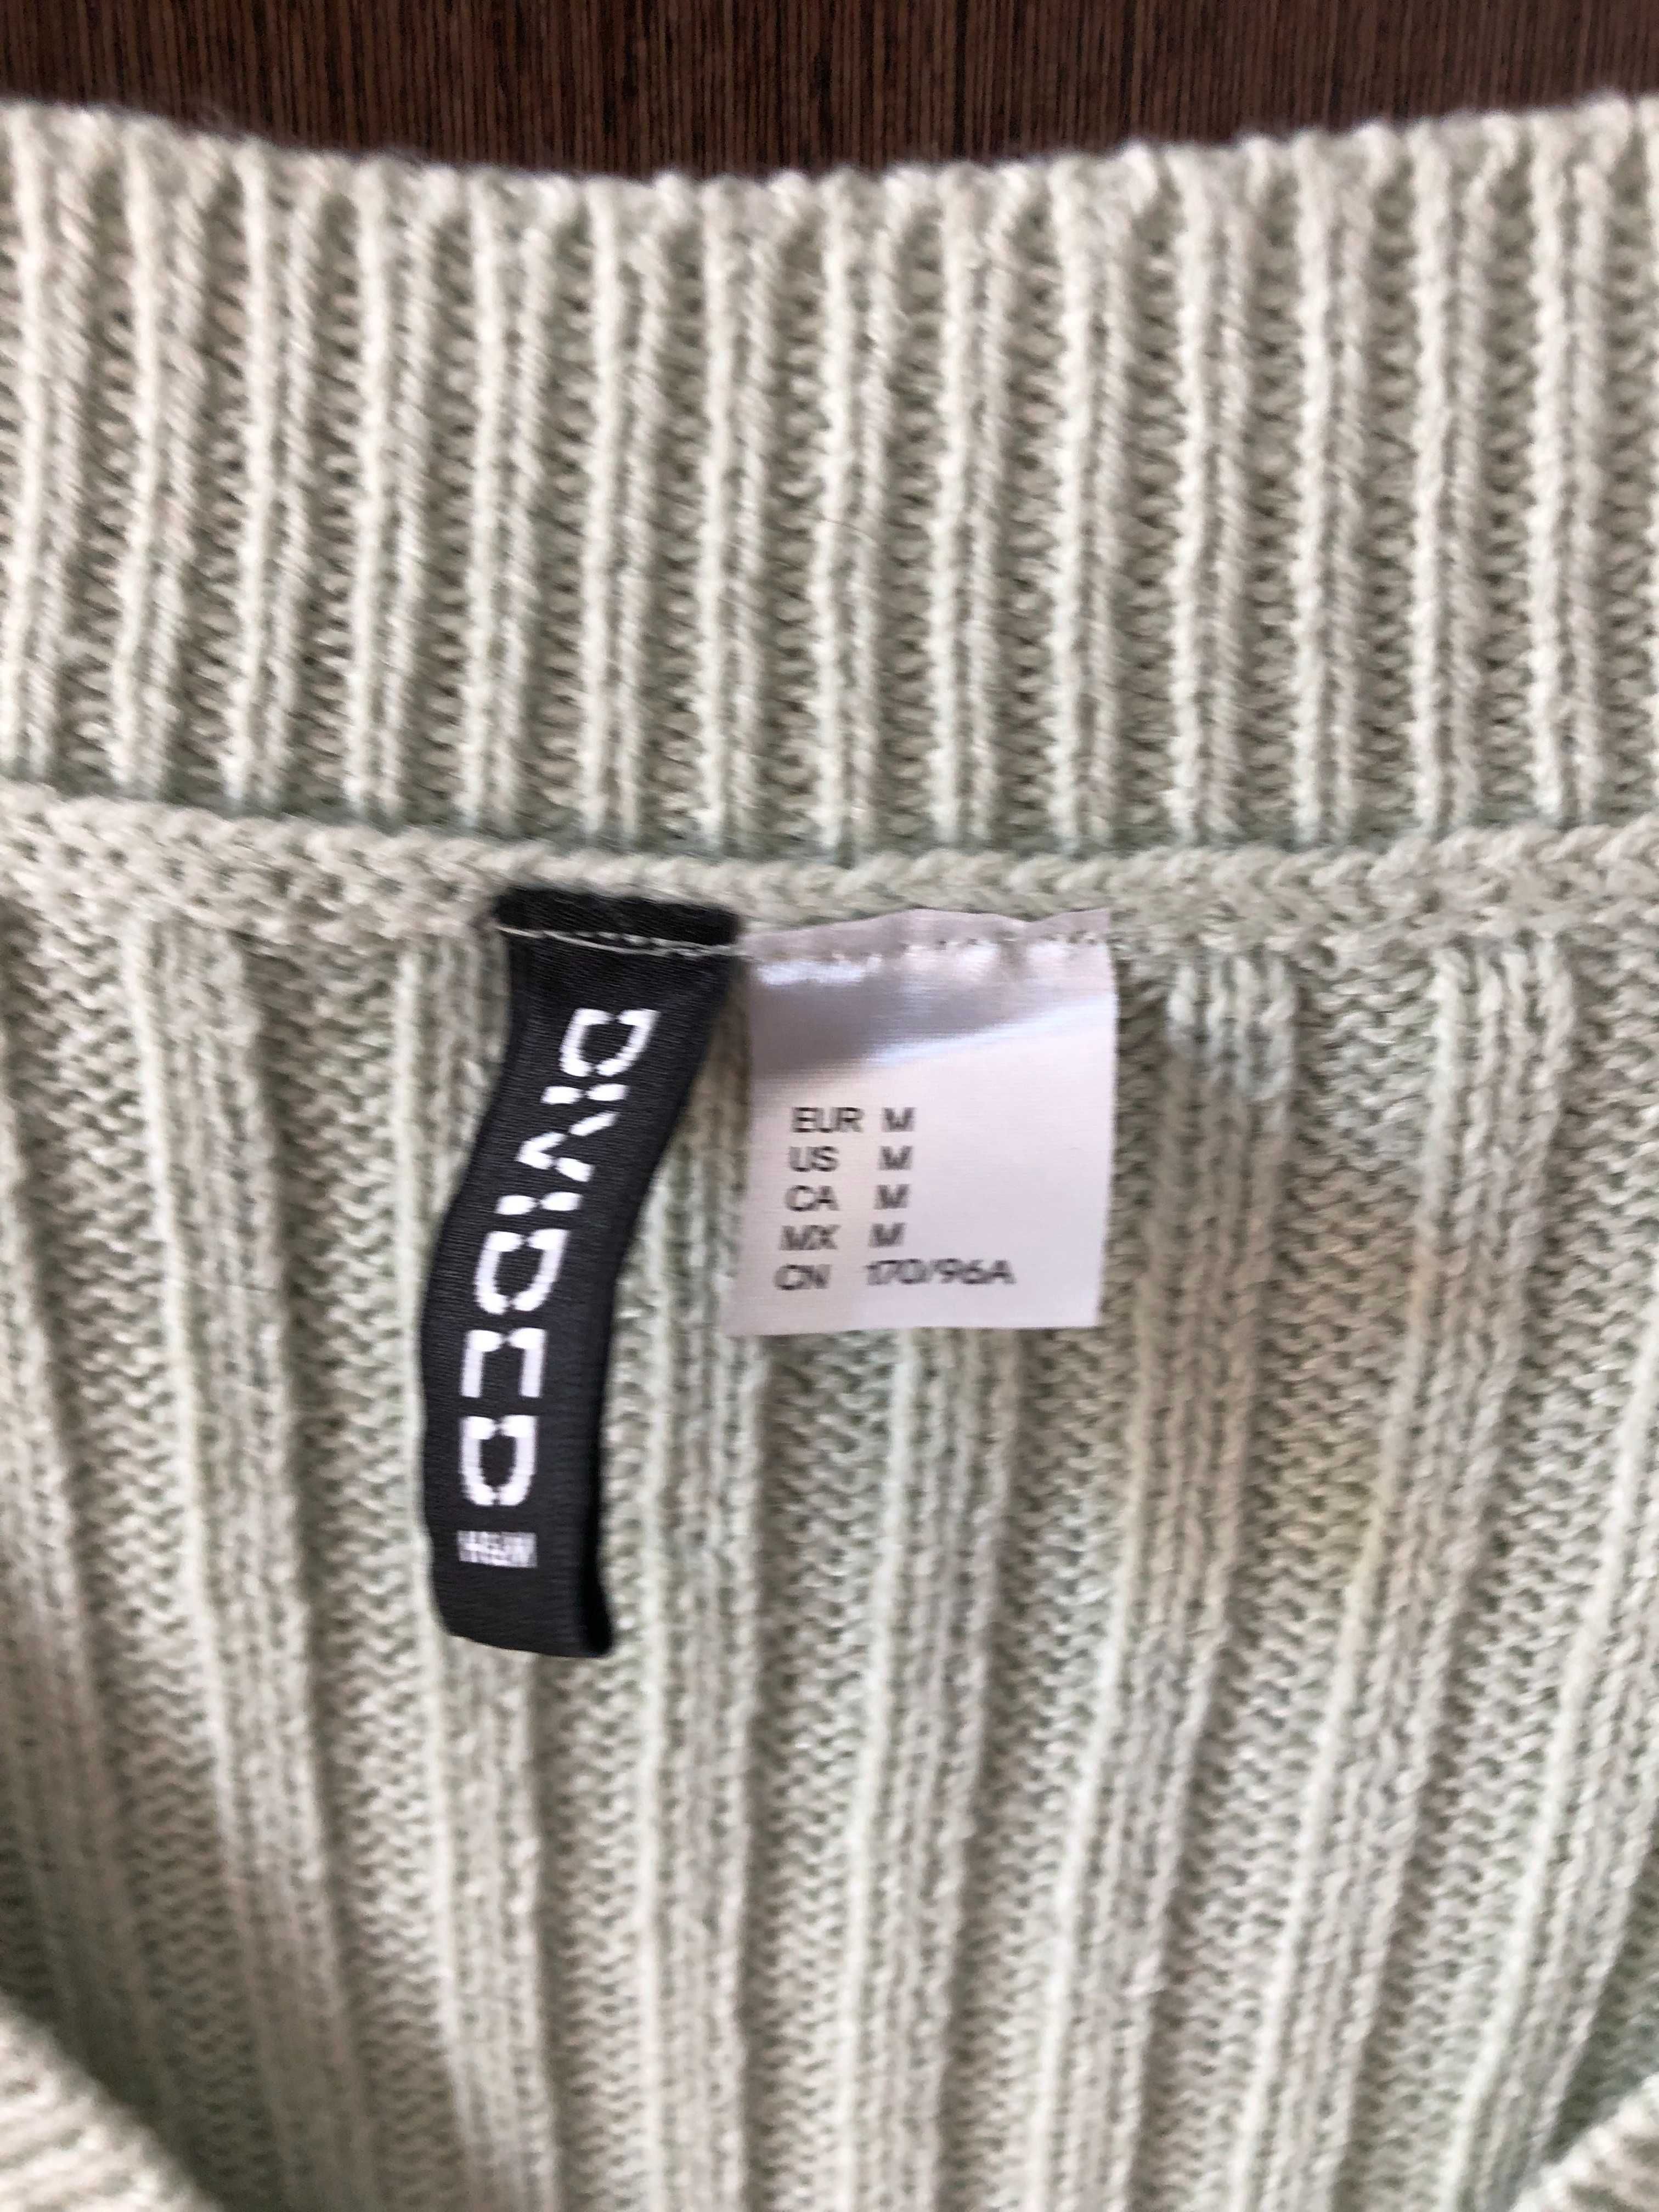 DIVIDED
H&M
EUR M
US M
CA M
MX M
CN 170/96A